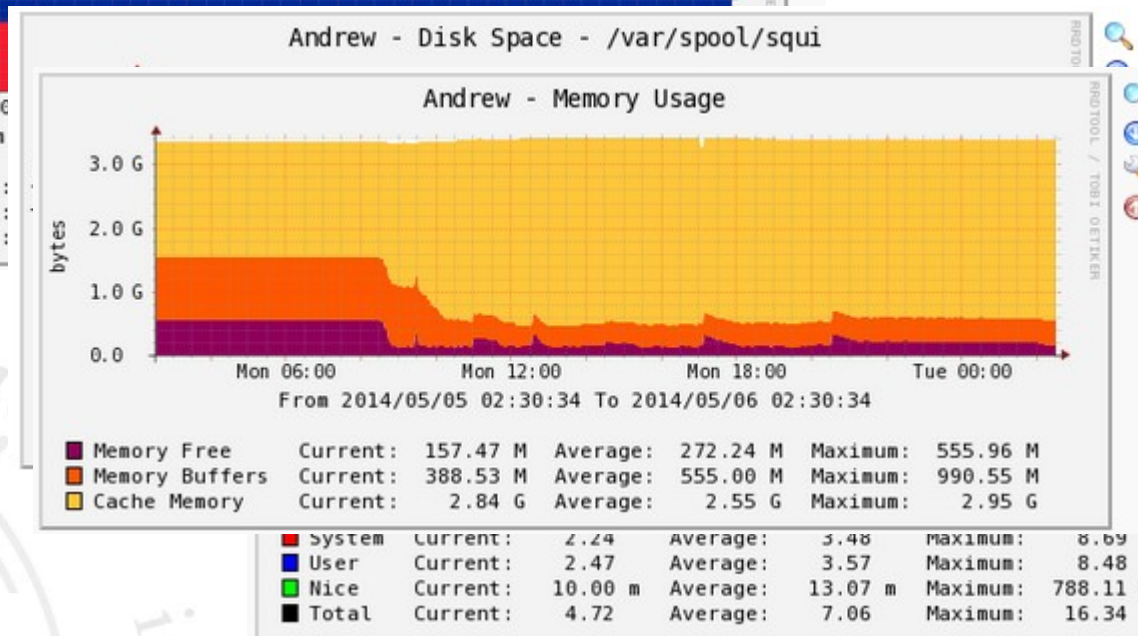 Andrew - Disk Space - /var/spool/squi
RRDTOO
Andrew - Memory Usage
RRDTOOL / TOBI OETIKER
bytes
3.0 G
2.0 G
1.0 G
0.0
Mon 06:00 Mon 12:00 Mon 18:00 Tue 00:00
From 2014/05/05 02:30:34 To 2014/05/06 02:30:34
Memory Free Current: 157.47 M Average: 272.24 M Maximum: 555.96 M
Memory Buffers Current: 388.53 M Average: 555.00 M Maximum: 990.55 M
Cache Memory Current: 2.84 G Average: 2.55 G Maximum: 2.95 G
System Current: 2.24 Average: 3.48 Maximum: 8.69
User Current: 2.47 Average: 3.57 Maximum: 8.48
Nice Current: 10.00 m Average: 13.07 m Maximum: 788.11
Total Current: 4.72 Average: 7.06 Maximum: 16.34